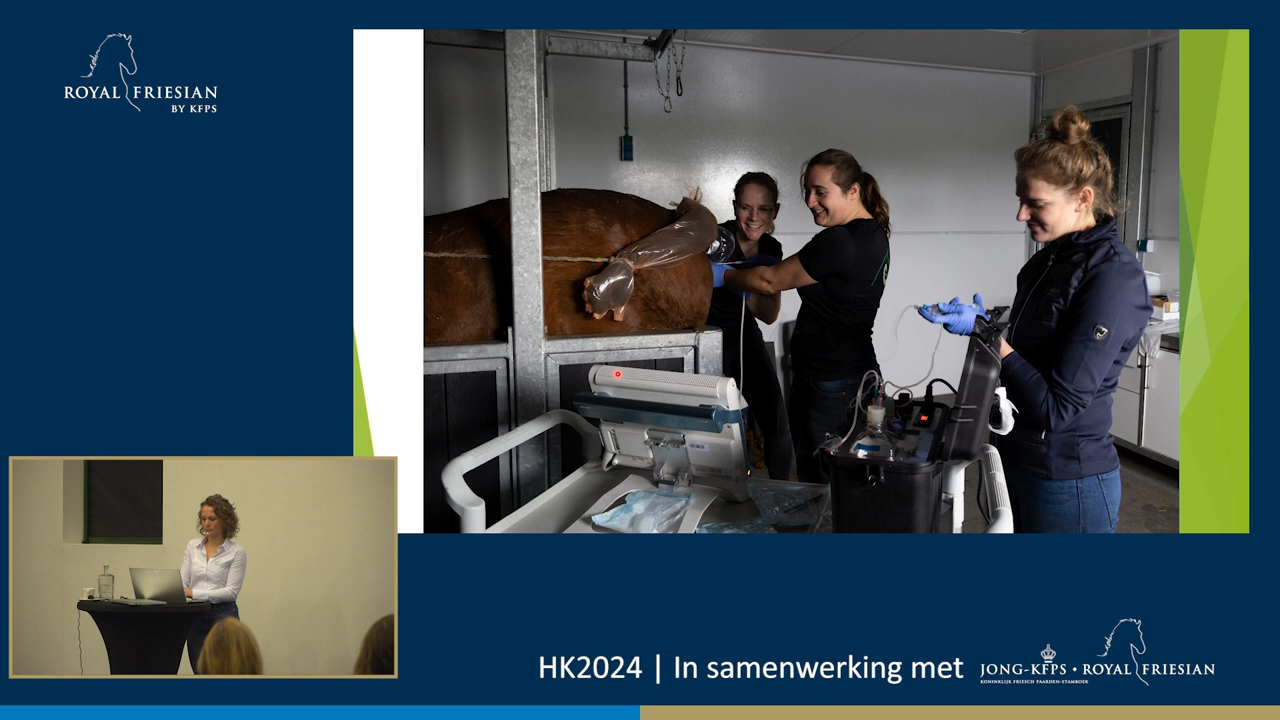 ROYAL FRIESIAN
BY KFPS
HK2024 | In samenwerking met
JONG-KFPS • ROYAL FRIESIAN
KONINKLIJK FRIESCH PAARDEN-STAMBOEK